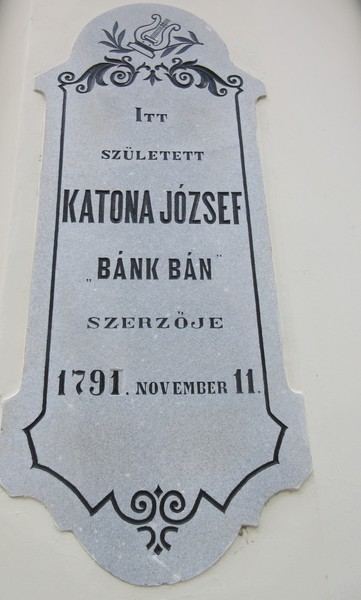 Itt
született
KATONA JÓZSEF
„BÁNK BÁN"
SZERZŐJE
1791. NOVEMBER 11.